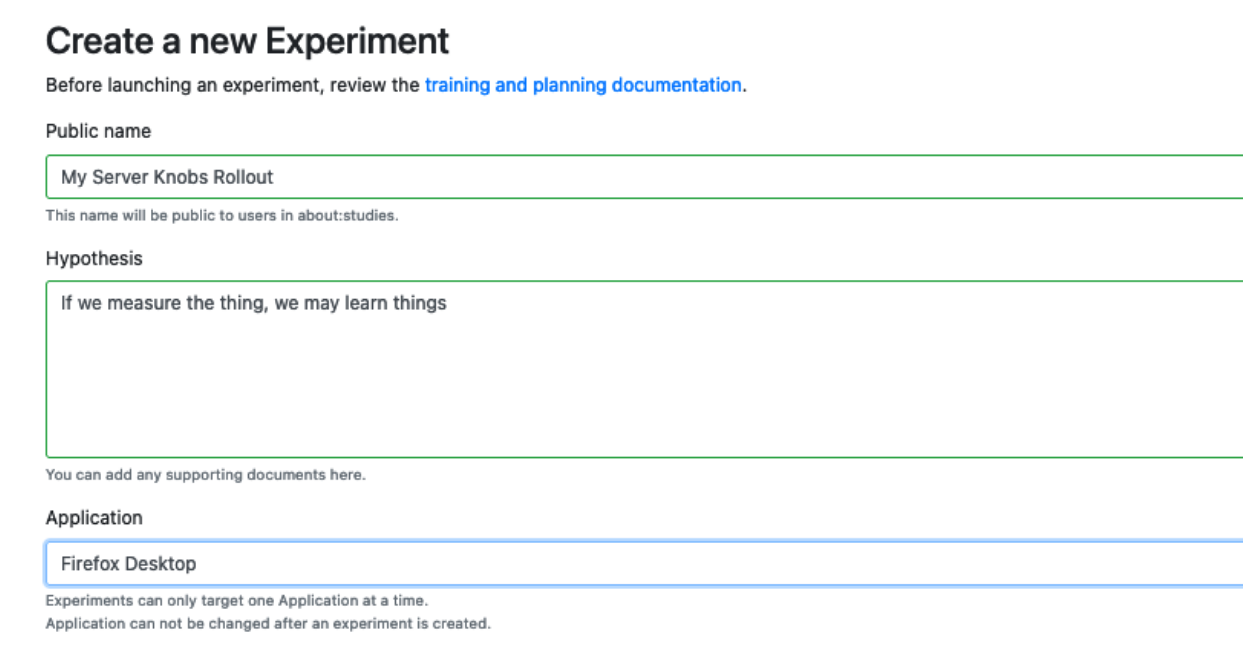 Create a new Experiment
Before launching an experiment, review the training and planning documentation.
Public name
My Server Knobs Rollout
This name will be public to users in about:studies.
Hypothesis
If we measure the thing, we may learn things
You can add any supporting documents here.
Application
Firefox Desktop
Experiments can only target one Application at a time.
Application can not be changed after an experiment is created.